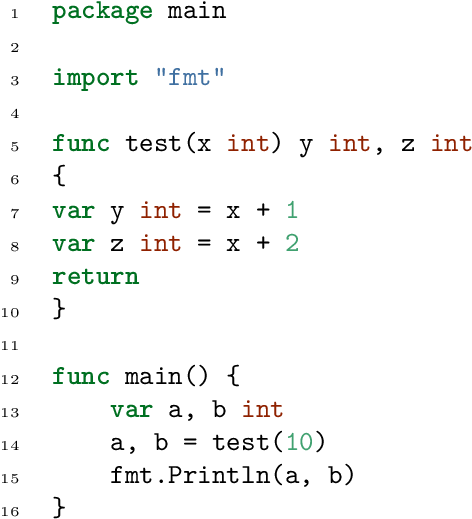 1 package main
2
3 import "fmt"
4
5 func test(x int) y int, z int
6 {
7 var y int = x + 1
8 var z int = x + 2
9 return
10 }
11
12 func main() {
13     var a, b int
14     a, b = test(10)
15     fmt.Println(a, b)
16 }